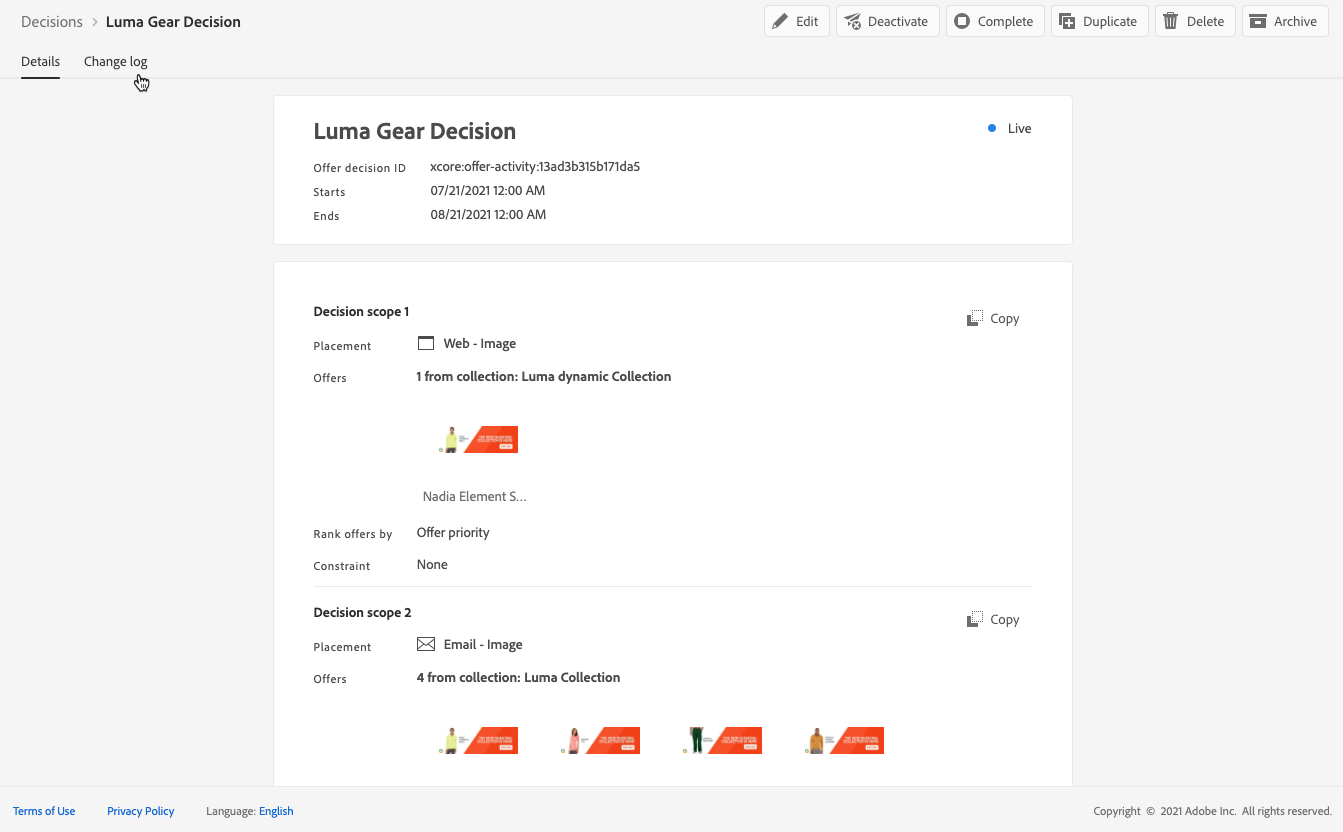 Decisions > Luma Gear Decision
Edit
Deactivate
Complete
Duplicate
Delete
Archive
Details
Change log
Luma Gear Decision
Live
Offer decision ID xcore:offer-activity:13ad3b315b171da5
Starts 07/21/2021 12:00 AM
Ends 08/21/2021 12:00 AM
Decision scope 1
Copy
Placement Web - Image
Offers 1 from collection: Luma dynamic Collection
Nadia Element S...
Rank offers by Offer priority
Constraint None
Decision scope 2
Copy
Placement Email - Image
Offers 4 from collection: Luma Collection
Terms of Use
Privacy Policy
Language: English
Copyright © 2021 Adobe Inc. All rights reserved.